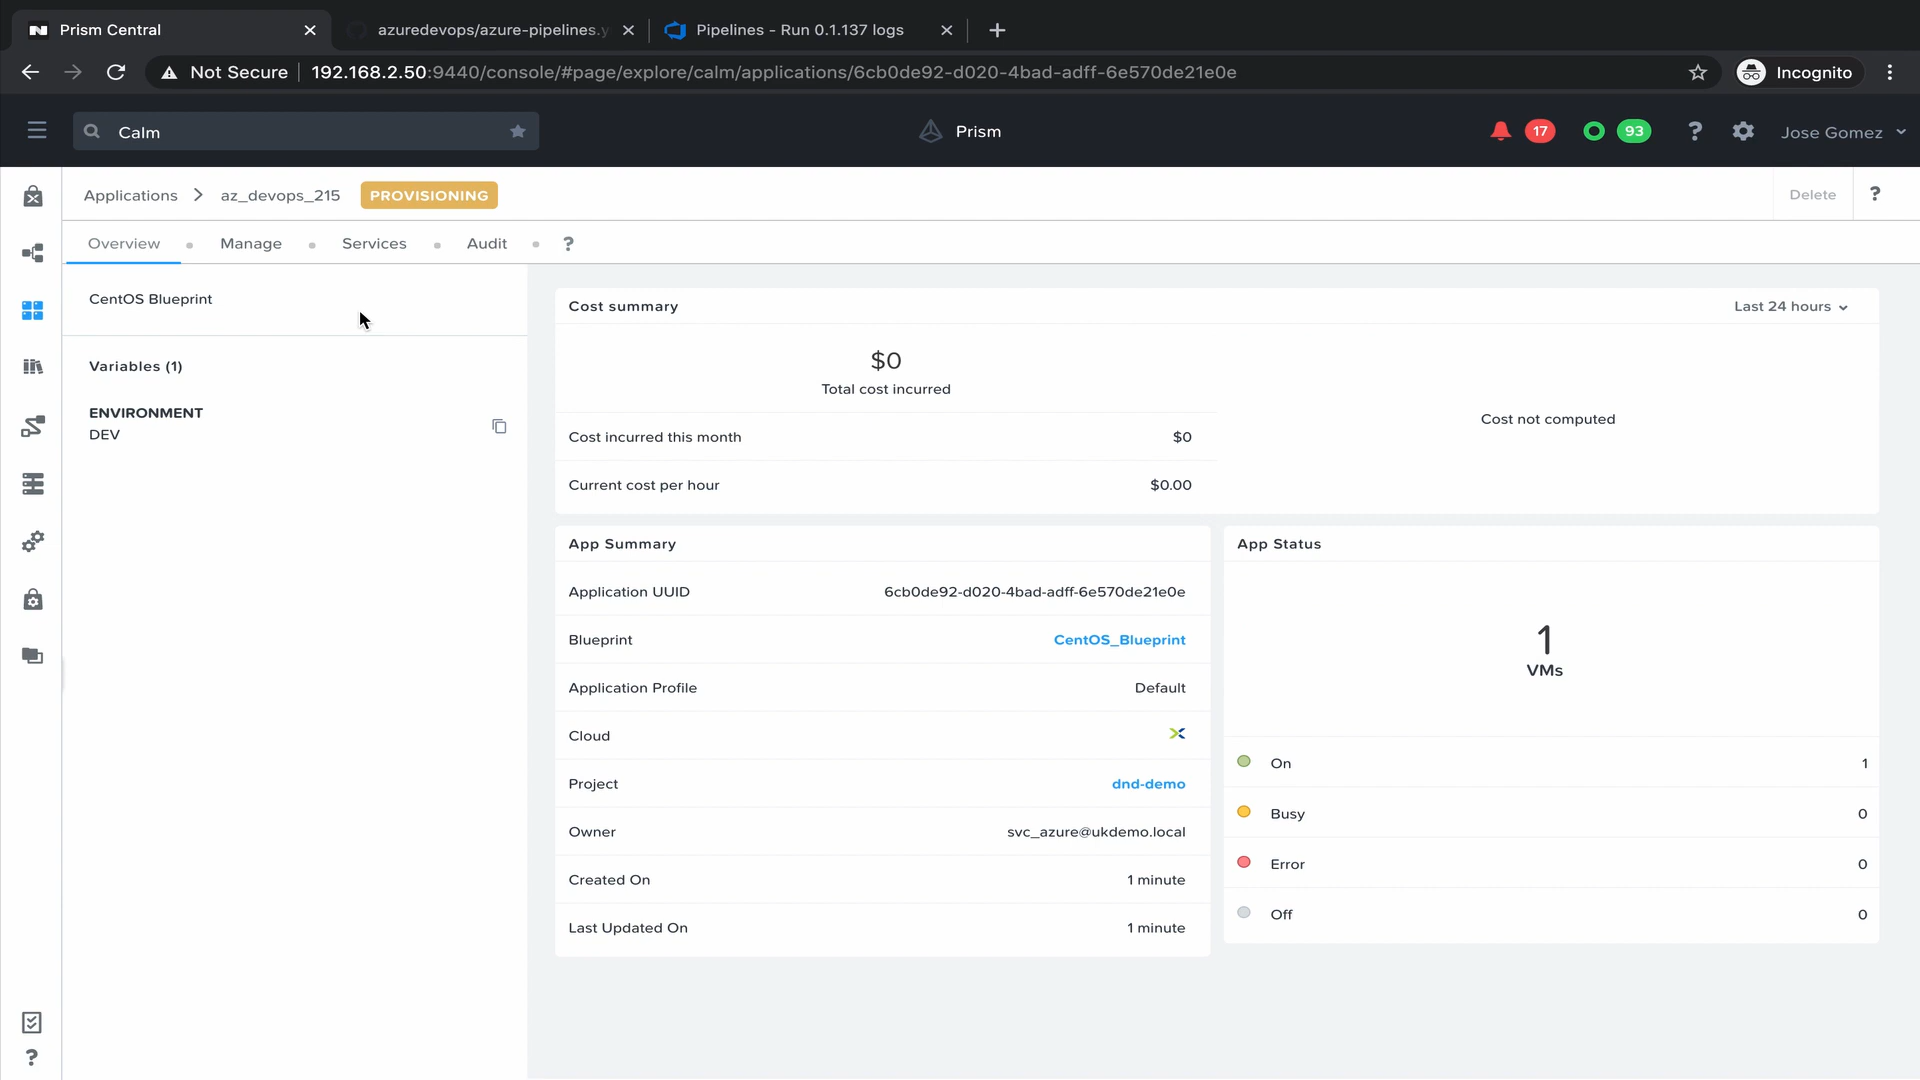 Prism Central
azuredevops/azure-pipelines.y
Pipelines - Run 0.1.137 logs
Not Secure
192.168.2.50:9440/console/#page/explore/calm/applications/6cb0de92-d020-4bad-adff-6e570de21e0e
Incognito
Calm
Prism
17
93
?
Jose Gomez
Applications
az_devops_215
PROVISIONING
Delete
?
Overview
Manage
Services
Audit
?
CentOS Blueprint
Variables (1)
ENVIRONMENT
DEV
Cost summary
Last 24 hours
$0
Total cost incurred
Cost incurred this month $0
Current cost per hour $0.00
Cost not computed
App Summary
Application UUID 6cb0de92-d020-4bad-adff-6e570de21e0e
Blueprint CentOS_Blueprint
Application Profile Default
Cloud
Project dnd-demo
Owner svc_azure@ukdemo.local
Created On 1 minute
Last Updated On 1 minute
App Status
1
VMs
On 1
Busy 0
Error 0
Off 0
?